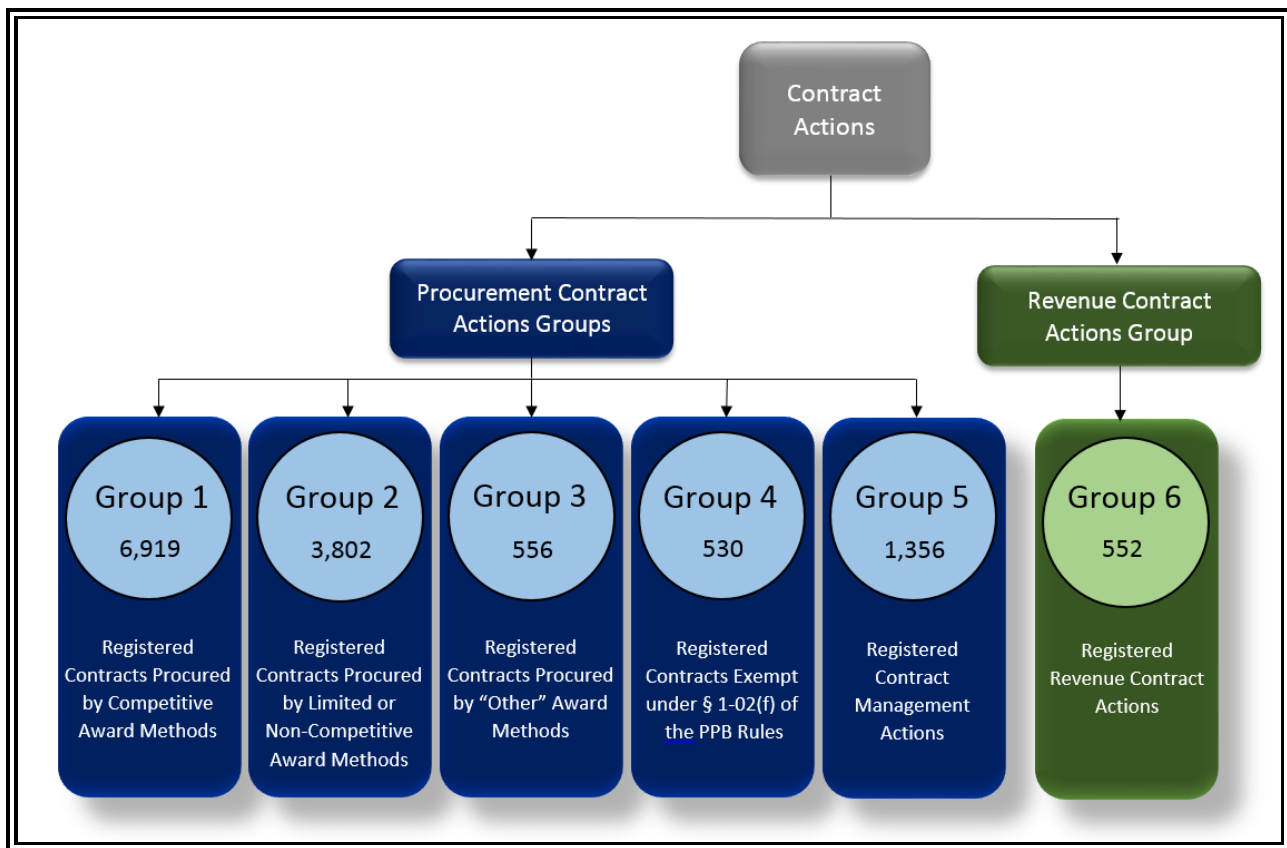 Contract
Actions
Procurement Contract
Actions Groups
Revenue Contract
Actions Group
Group 1
6,919
Registered
Contracts Procured
by Competitive
Award Methods
Group 2
3,802
Registered
Contracts Procured
by Limited or
Non-Competitive
Award Methods
Group 3
556
Registered
Contracts Procured
by “Other” Award
Methods
Group 4
530
Registered
Contracts Exempt
under § 1-02(f) of
the PPB Rules
Group 5
1,356
Registered
Contract
Management
Actions
Group 6
552
Registered
Revenue Contract
Actions